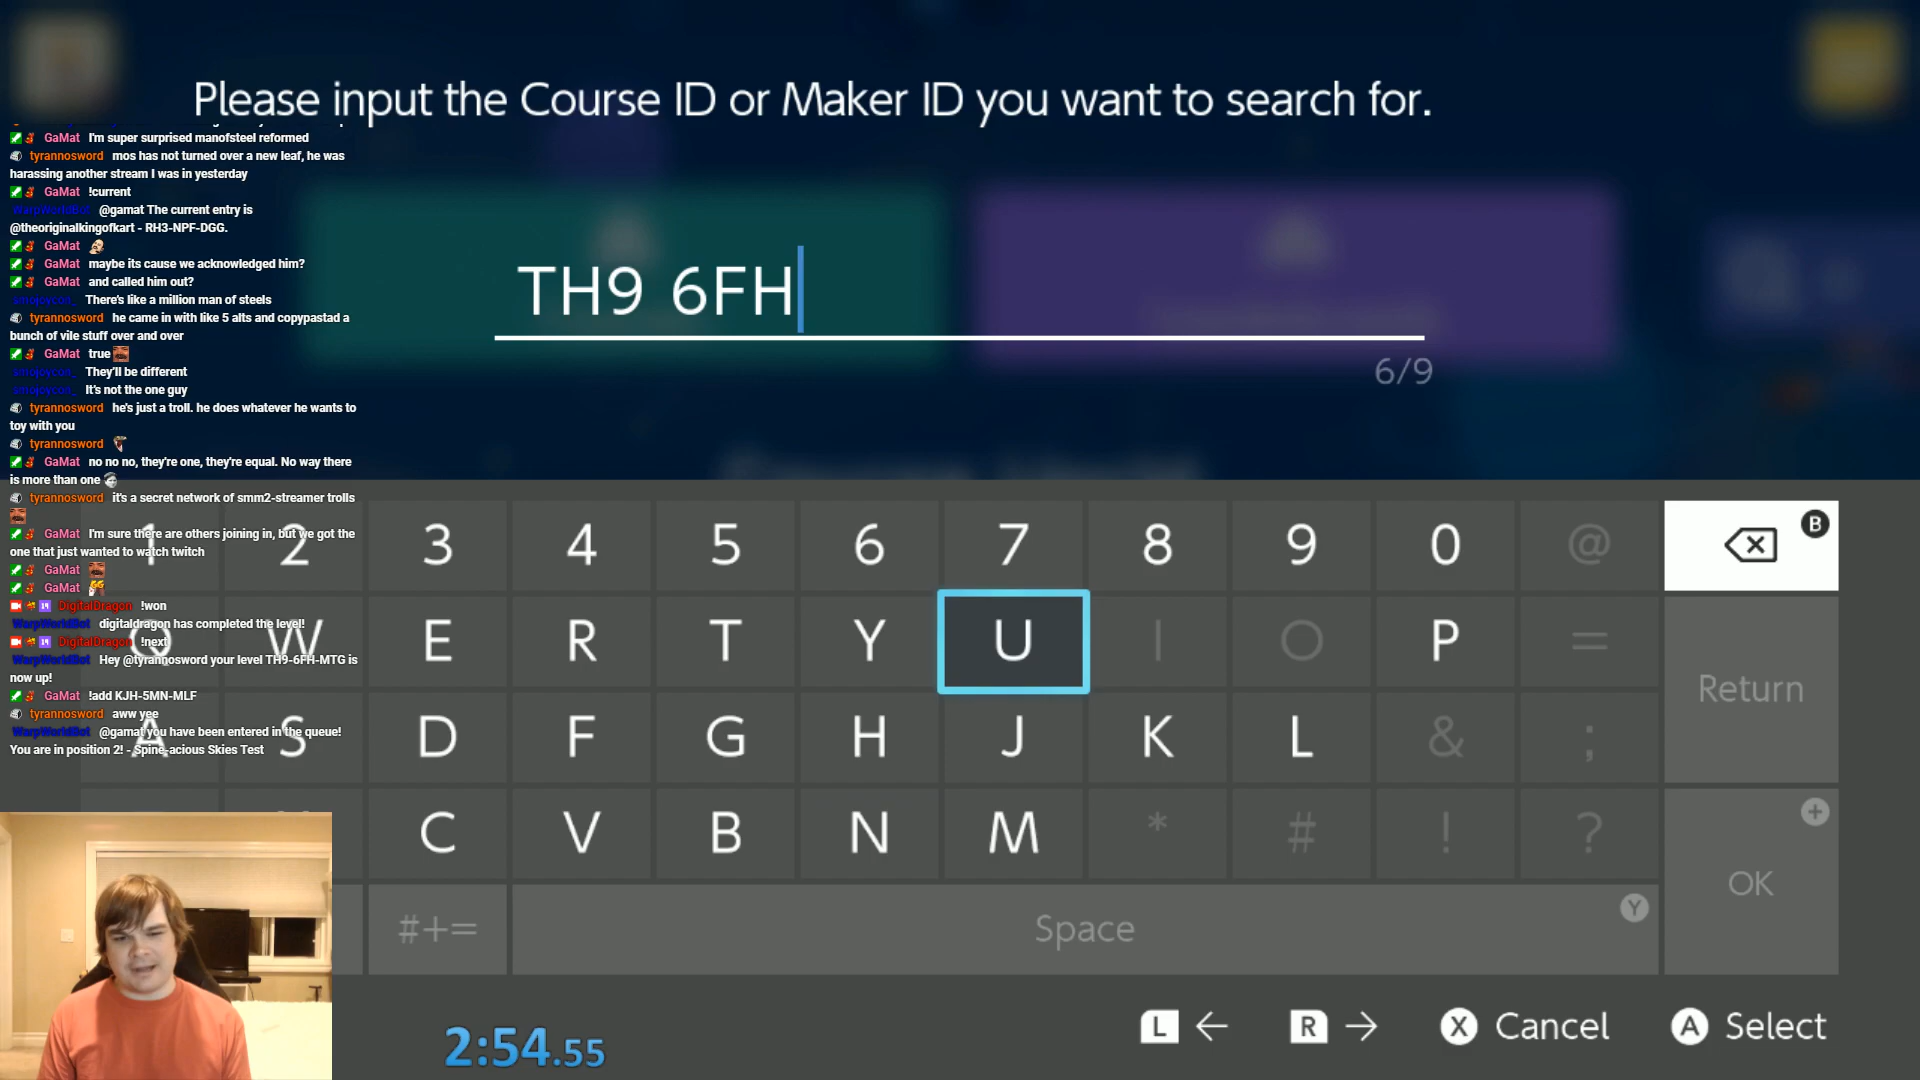 Please input the Course ID or Maker ID you want to search for.
GaMat I'm super surprised manofsteel reformed
tyrannosword mos has not turned over a new leaf, he was
harassing another stream I was in yesterday
GaMat !current
WarpWorldBot @gamat The current entry is
@theoriginalkingofkart - RH3-NPF-DGG.
GaMat
GaMat maybe its cause we acknowledged him?
GaMat and called him out?
smojoycon_ There's like a million man of steels
tyrannosword he came in with like 5 alts and copypastad a
bunch of vile stuff over and over
GaMat true
smojoycon_ They'll be different
smojoycon_ It's not the one guy
tyrannosword he's just a troll. he does whatever he wants to
toy with you
tyrannosword
GaMat no no no, they're one, they're equal. No way there
is more than one
tyrannosword it's a secret network of smm2-streamer trolls
GaMat I'm sure there are others joining in, but we got the
one that just wanted to watch twitch
GaMat
GaMat
DigitalDragon !won
WarpWorldBot digitaldragon has completed the level!
DigitalDragon !next
WarpWorldBot Hey @tyrannosword your level TH9-6FH-MTG is
now up!
GaMat !add KJH-5MN-MLF
tyrannosword aww yee
WarpWorldBot @gamat you have been entered in the queue!
You are in position 2! - Spine-acious Skies Test
TH9 6FH
6/9
1 2 3 4 5 6 7 8 9 0 @ B
Q W E R T Y U I O P =
Return
A S D F G H J K L & ;
C V B N M * # ! ?
+
OK
#+= Space Y
2:54.55
L ← R → X Cancel A Select